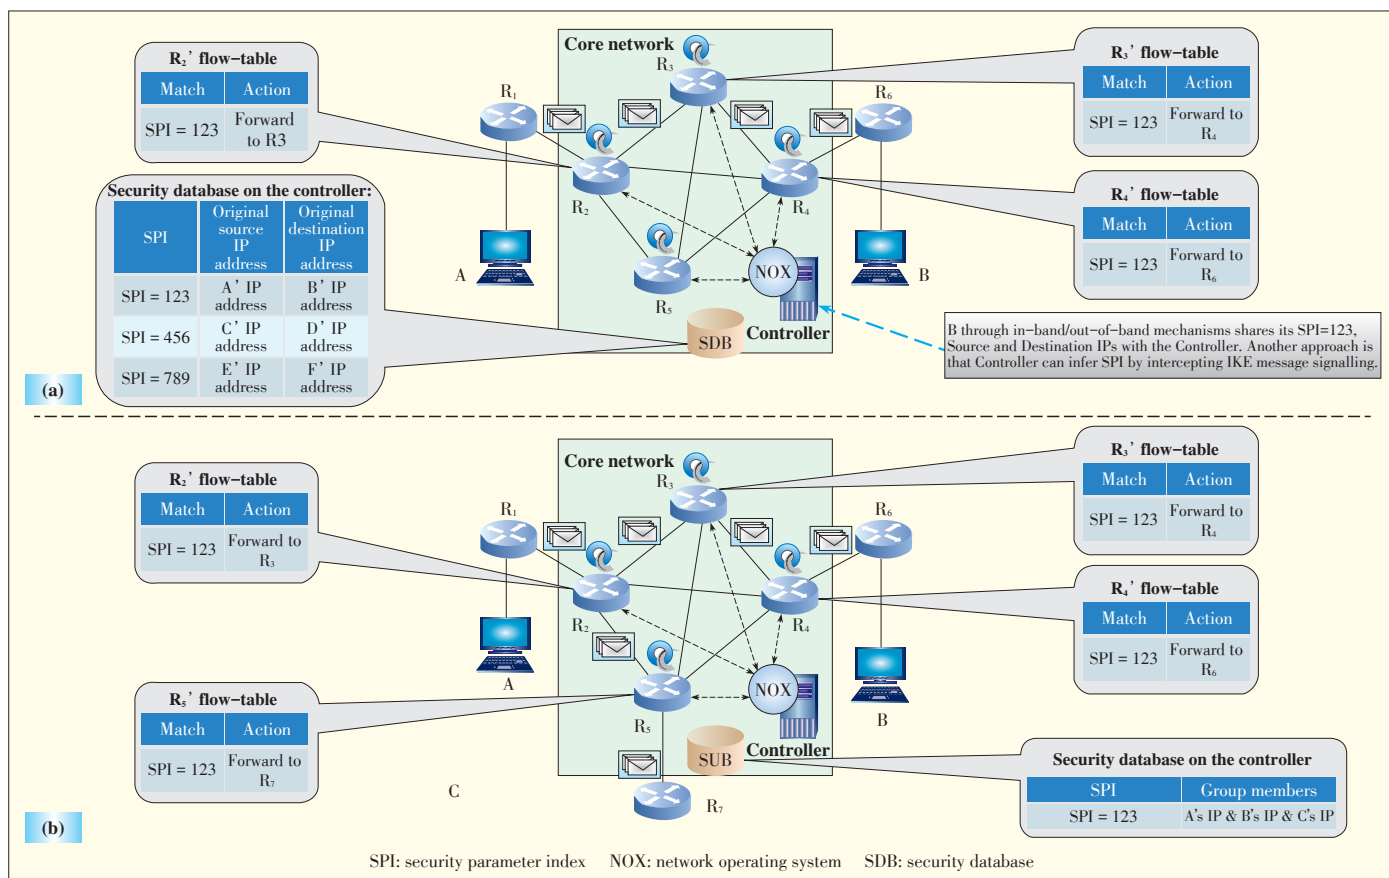 Core network
R₂' flow-table
Match Action
SPI = 123 Forward to R3
R₃' flow-table
Match Action
SPI = 123 Forward to R₄
R₄' flow-table
Match Action
SPI = 123 Forward to R₆
Security database on the controller:
SPI Original source IP address Original destination IP address
SPI = 123 A' IP address B' IP address
SPI = 456 C' IP address D' IP address
SPI = 789 E' IP address F' IP address
R₁
R₂
R₃
R₄
R₅
R₆
A
B
NOX
Controller
SDB
B through in-band/out-of-band mechanisms shares its SPI=123,
Source and Destination IPs with the Controller. Another approach is
that Controller can infer SPI by intercepting IKE message signalling.
(a)
Core network
R₂' flow-table
Match Action
SPI = 123 Forward to R₃
R₃' flow-table
Match Action
SPI = 123 Forward to R₄
R₄' flow-table
Match Action
SPI = 123 Forward to R₆
R₅' flow-table
Match Action
SPI = 123 Forward to R₇
R₁
R₂
R₃
R₄
R₅
R₆
R₇
A
B
C
NOX
Controller
SUB
Security database on the controller
SPI Group members
SPI = 123 A's IP & B's IP & C's IP
(b)
SPI: security parameter index NOX: network operating system SDB: security database